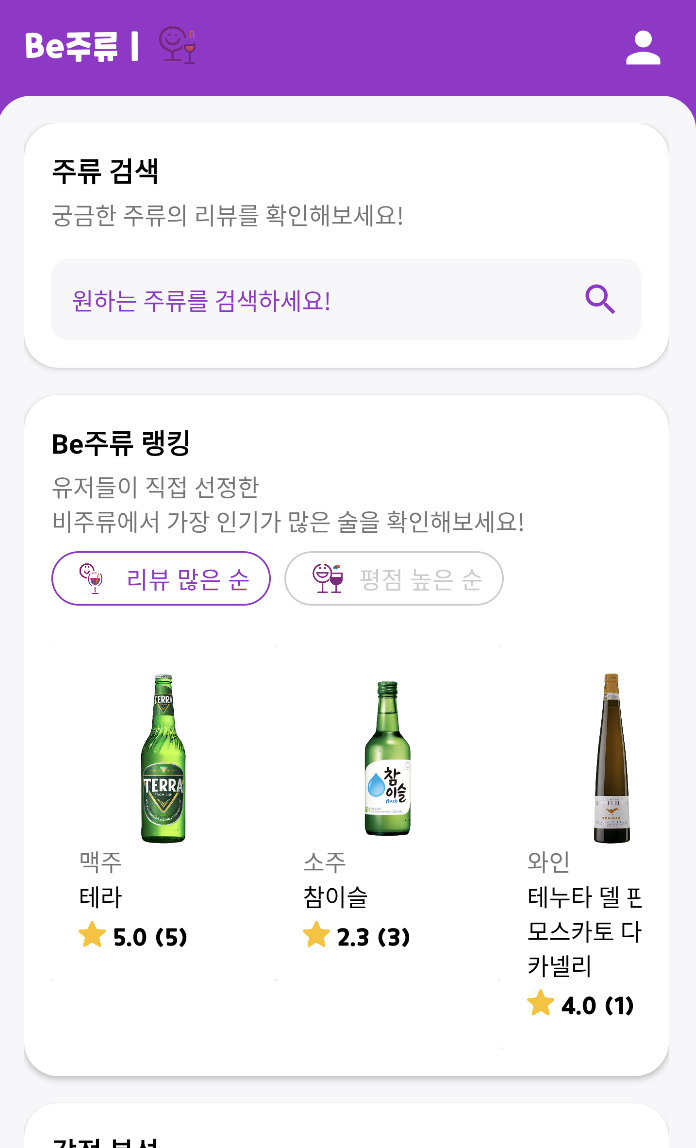 Be주류 |
주류 검색
궁금한 주류의 리뷰를 확인해보세요!
원하는 주류를 검색하세요!
Be주류 랭킹
유저들이 직접 선정한
비주류에서 가장 인기가 많은 술을 확인해보세요!
리뷰 많은 순
평점 높은 순
TERRA
TERRA
맥주
테라
5.0 (5)
참
이슬
fresh
소주
참이슬
2.3 (3)
와인
테누타 델
모스카토 다
카넬리
4.0 (1)